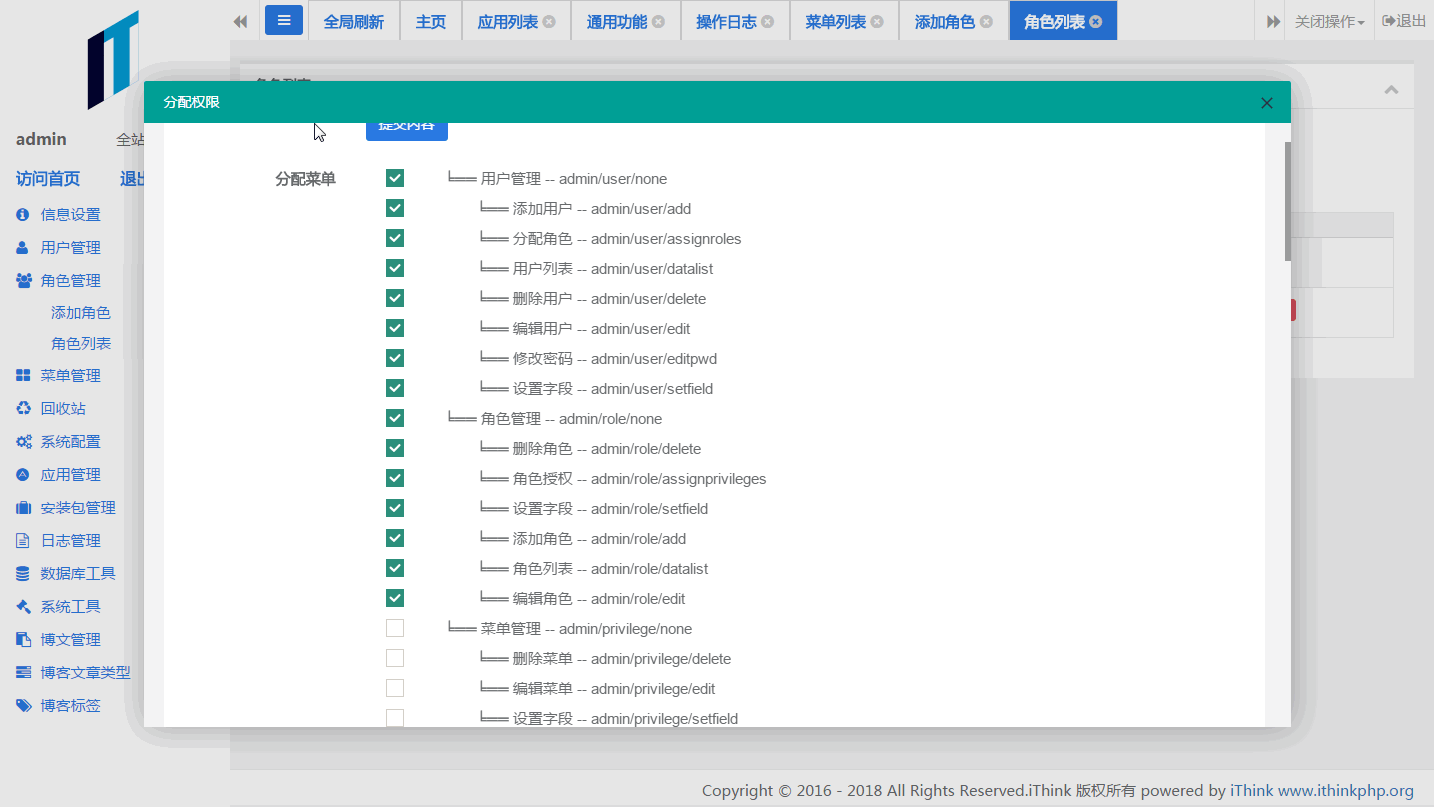 全局刷新 主页 应用列表 通用功能 操作日志 菜单列表 添加角色 角色列表 关闭操作 退出
IT
admin 全站
访问首页 退出
信息设置
用户管理
角色管理
添加角色
角色列表
菜单管理
回收站
系统配置
应用管理
安装包管理
日志管理
数据库工具
系统工具
博文管理
博客文章类型
博客标签
角色列表
分配权限
提交内容
分配菜单
╙══ 用户管理 -- admin/user/none
╙══ 添加用户 -- admin/user/add
╙══ 分配角色 -- admin/user/assignroles
╙══ 用户列表 -- admin/user/datalist
╙══ 删除用户 -- admin/user/delete
╙══ 编辑用户 -- admin/user/edit
╙══ 修改密码 -- admin/user/editpwd
╙══ 设置字段 -- admin/user/setfield
╙══ 角色管理 -- admin/role/none
╙══ 删除角色 -- admin/role/delete
╙══ 角色授权 -- admin/role/assignprivileges
╙══ 设置字段 -- admin/role/setfield
╙══ 添加角色 -- admin/role/add
╙══ 角色列表 -- admin/role/datalist
╙══ 编辑角色 -- admin/role/edit
╙══ 菜单管理 -- admin/privilege/none
╙══ 删除菜单 -- admin/privilege/delete
╙══ 编辑菜单 -- admin/privilege/edit
╙══ 设置字段 -- admin/privilege/setfield
Copyright © 2016 - 2018 All Rights Reserved.iThink 版权所有 powered by iThink www.ithinkphp.org